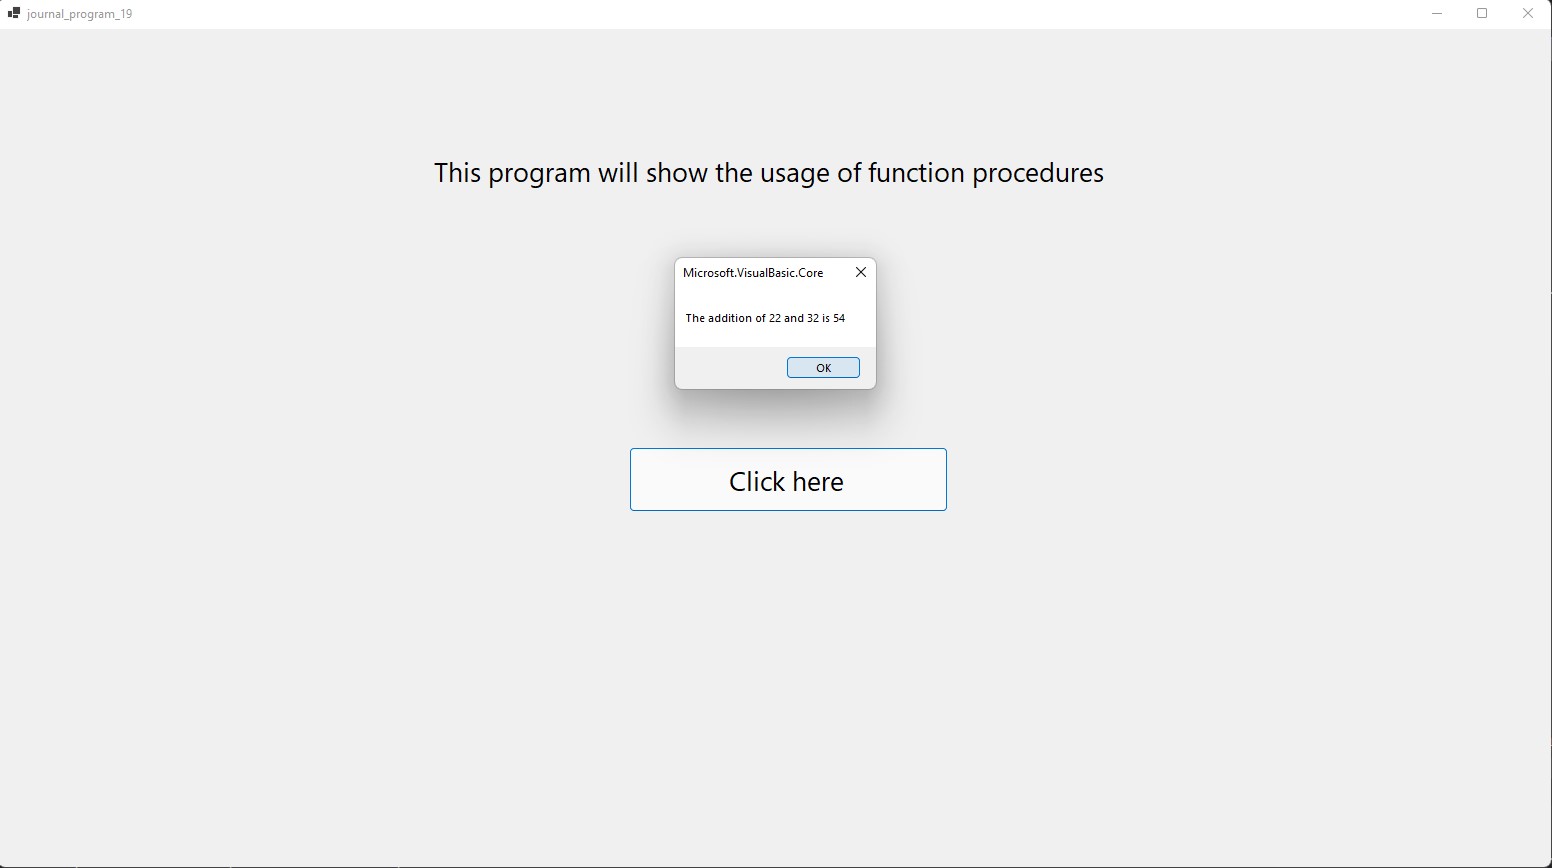 journal_program_19
This program will show the usage of function procedures
Microsoft.VisualBasic.Core
The addition of 22 and 32 is 54
OK
Click here